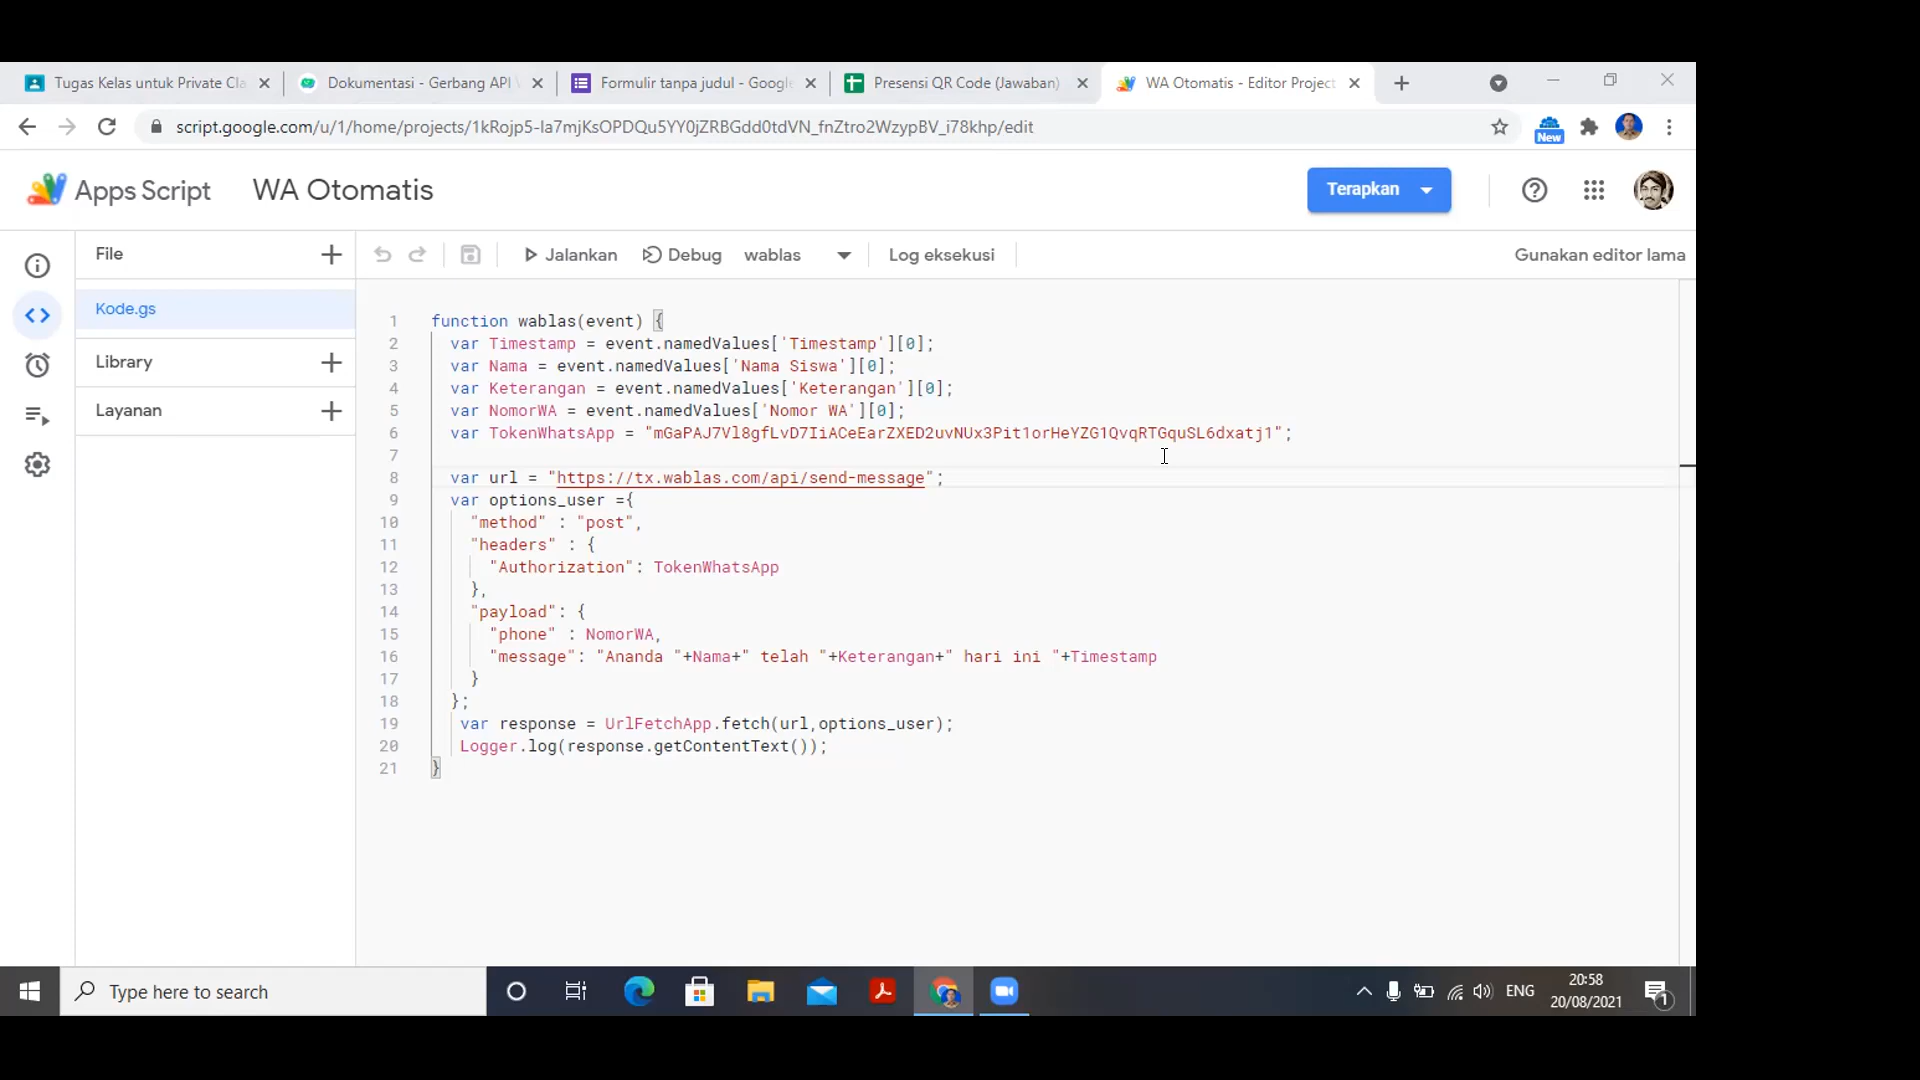 Tugas Kelas untuk Private Cla
Dokumentasi - Gerbang API
Formulir tanpa judul - Google
Presensi QR Code (Jawaban)
WA Otomatis - Editor Project
script.google.com/u/1/home/projects/1kRojp5-la7mjKsOPDQu5YY0jZRBGdd0tdVN_fnZtro2WzypBV_i78khp/edit
New
Apps Script
WA Otomatis
Terapkan
File
Jalankan
Debug
wablas
Log eksekusi
Gunakan editor lama
Kode.gs
Library
Layanan
1 function wablas(event) {
2 var Timestamp = event.namedValues['Timestamp'][0];
3 var Nama = event.namedValues['Nama Siswa'][0];
4 var Keterangan = event.namedValues['Keterangan'][0];
5 var NomorWA = event.namedValues['Nomor WA'][0];
6 var TokenWhatsApp = "mGaPAJ7Vl8gfLvD7IiACeEarZXED2uvNUx3Pit1orHeYZG1QvqRTGquSL6dxatj1";
7
8 var url = "https://tx.wablas.com/api/send-message";
9 var options_user ={
10 "method" : "post",
11 "headers" : {
12 "Authorization": TokenWhatsApp
13 },
14 "payload": {
15 "phone" : NomorWA,
16 "message": "Ananda "+Nama+" telah "+Keterangan+" hari ini "+Timestamp
17 }
18 };
19 var response = UrlFetchApp.fetch(url,options_user);
20 Logger.log(response.getContentText());
21 }
Type here to search
ENG
20:58
20/08/2021
1